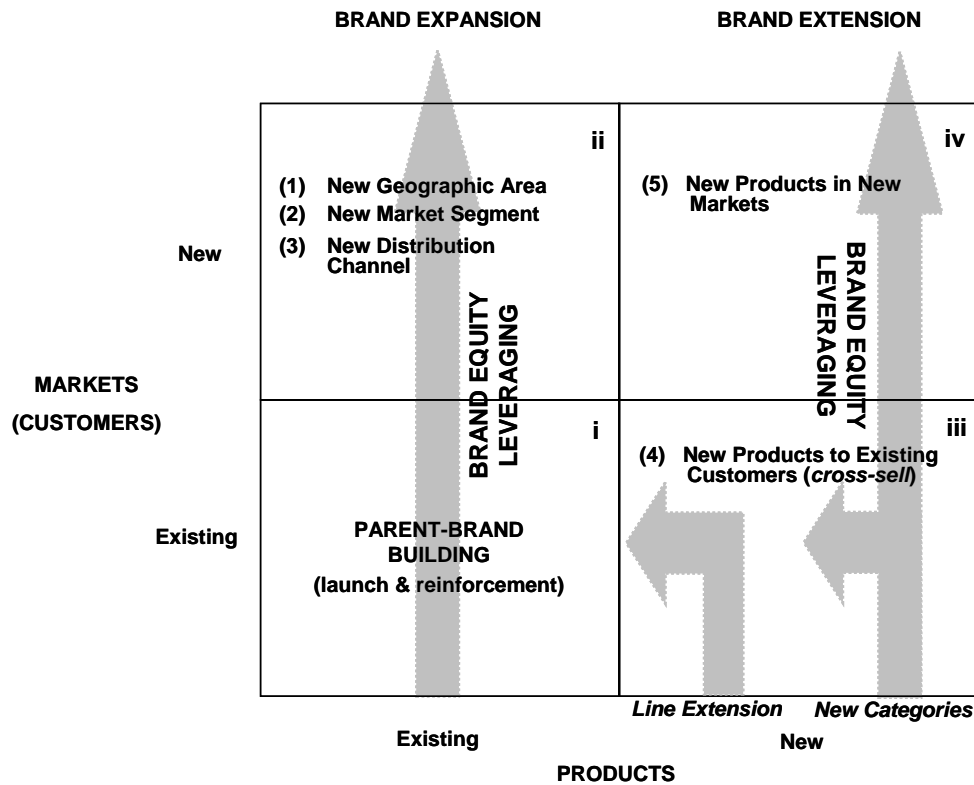 BRAND EXPANSION
BRAND EXTENSION
ii
iv
(1) New Geographic Area
(2) New Market Segment
(3) New Distribution
Channel
(5) New Products in New
Markets
New
BRAND EQUITY
LEVERAGING
BRAND EQUITY
LEVERAGING
MARKETS
(CUSTOMERS)
i
iii
(4) New Products to Existing
Customers (cross-sell)
Existing
PARENT-BRAND
BUILDING
(launch & reinforcement)
Line Extension
New Categories
Existing
New
PRODUCTS